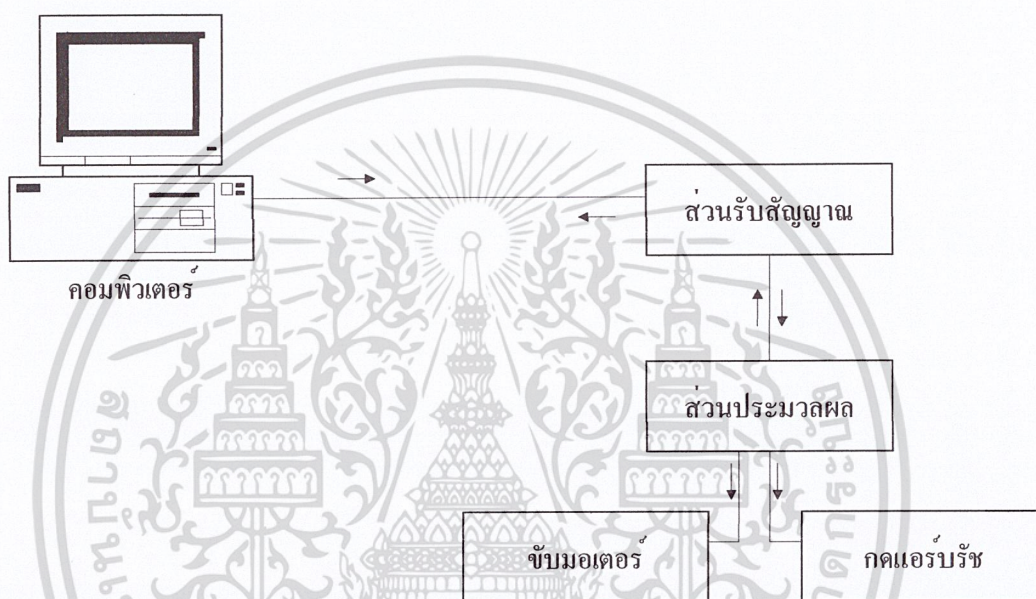 ส่วนรับสัญญาณ
คอมพิวเตอร์
ส่วนประมวลผล
ขับมอเตอร์
กดแอร์บรัช